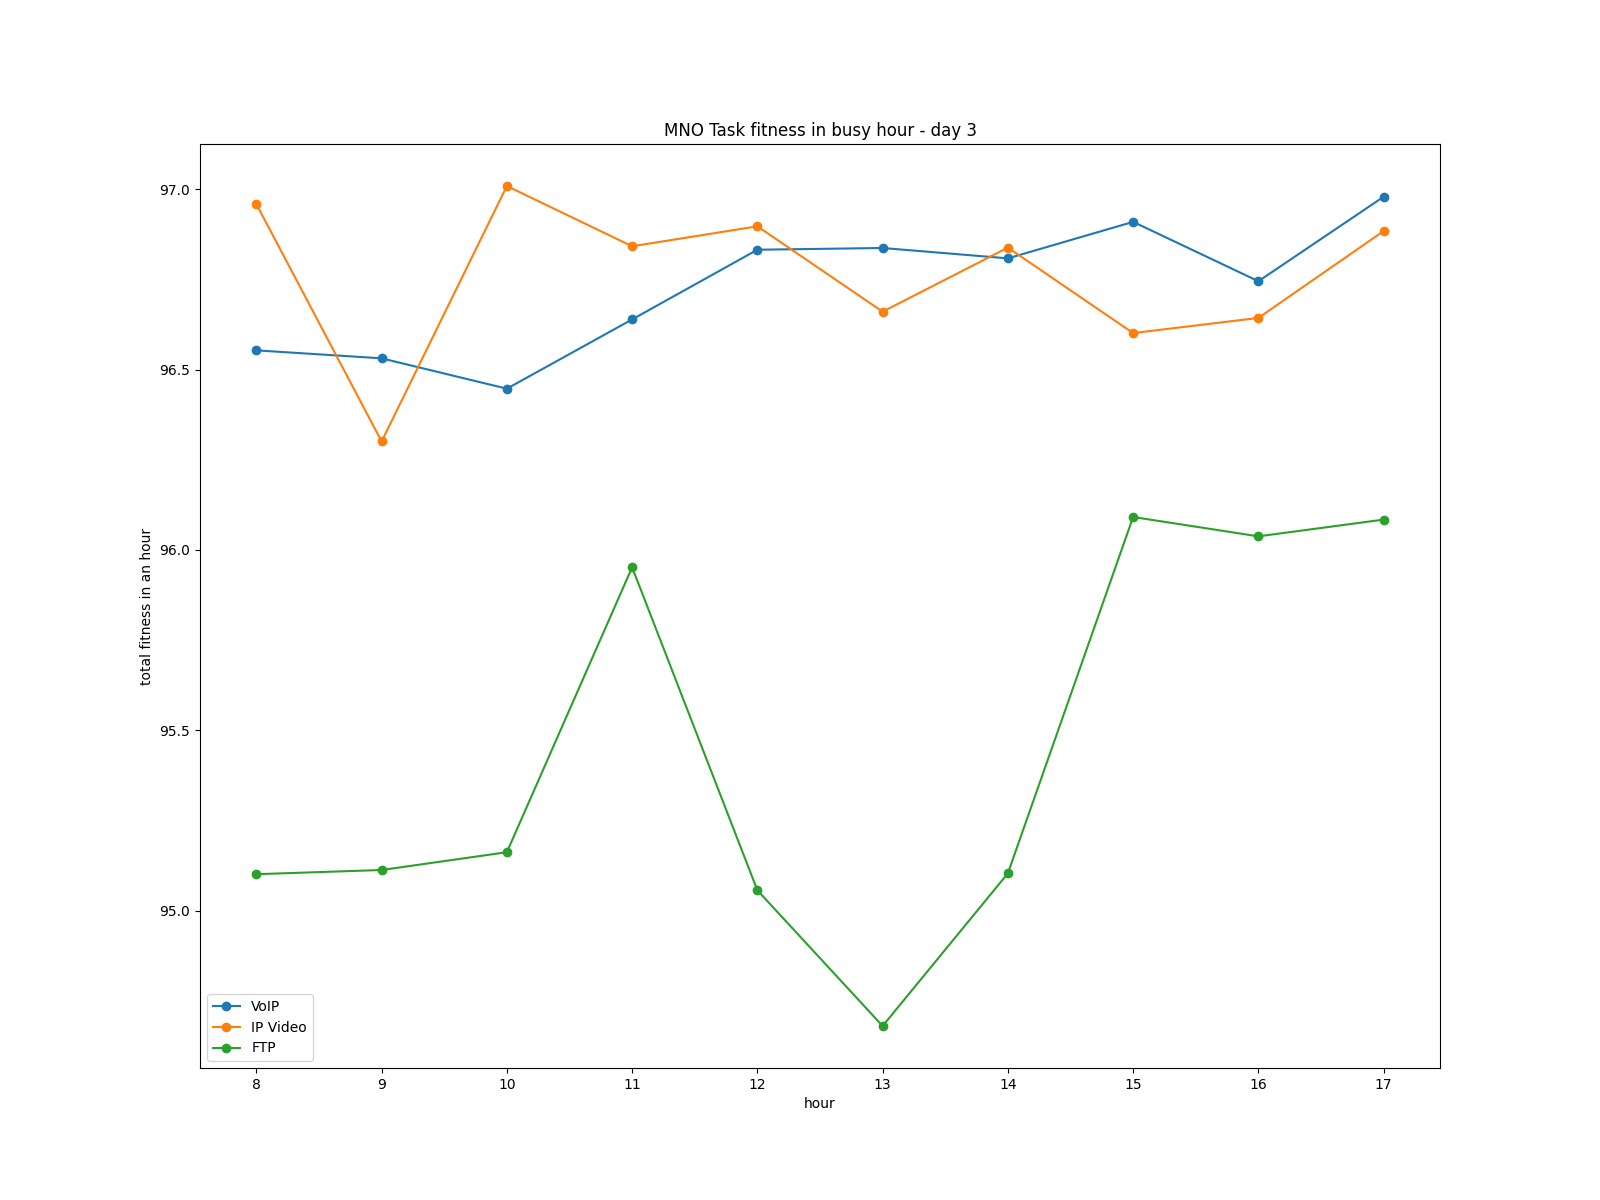 MNO Task fitness in busy hour - day 3
97.0
96.5
96.0
95.5
95.0
total fitness in an hour
VoIP
IP Video
FTP
8 9 10 11 12 13 14 15 16 17
hour